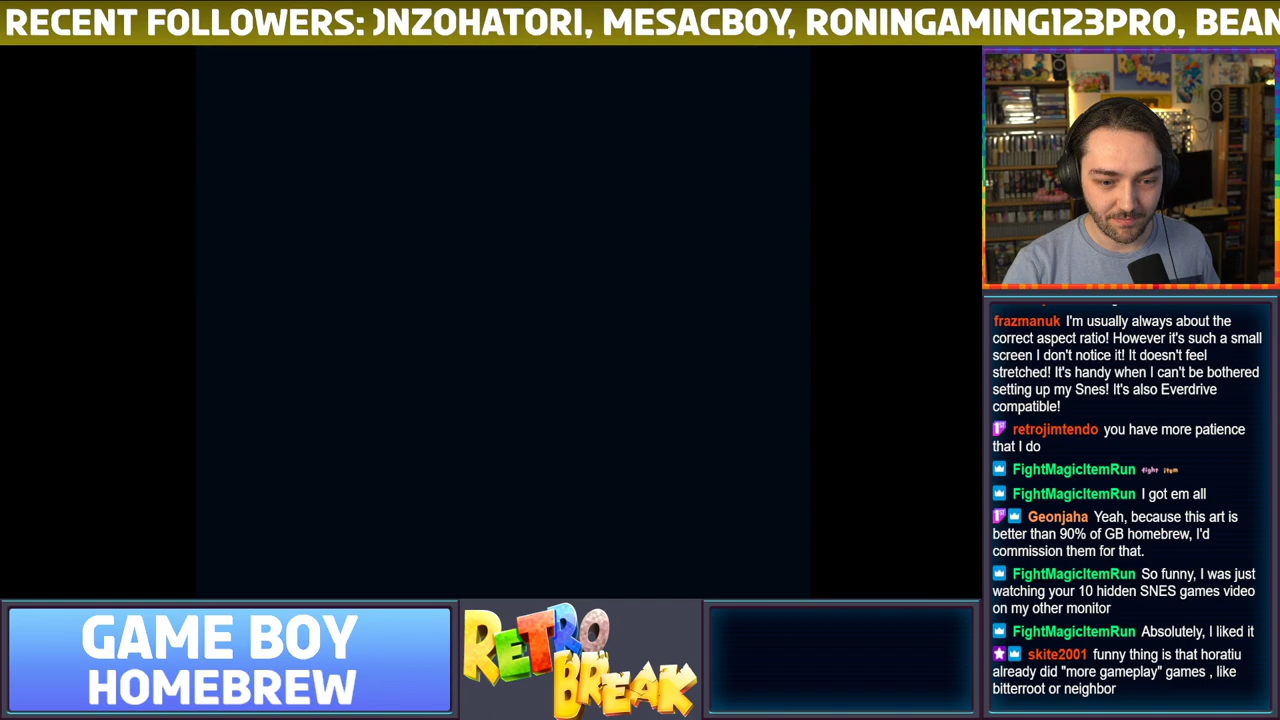 RECENT FOLLOWERS: ONZOHATORI, MESACBOY, RONINGAMING123PRO, BEAN
RETRO BREAK
frazmanuk I'm usually always about the
correct aspect ratio! However it's such a small
screen I don't notice it! It doesn't feel
stretched! It's handy when I can't be bothered
setting up my Snes! It's also Everdrive
compatible!
retrojimtendo you have more patience
that I do
FightMagicItemRun fight item
FightMagicItemRun I got em all
Geonjaha Yeah, because this art is
better than 90% of GB homebrew, I'd
commission them for that.
FightMagicItemRun So funny, I was just
watching your 10 hidden SNES games video
on my other monitor
FightMagicItemRun Absolutely, I liked it
skite2001 funny thing is that horatiu
already did "more gameplay" games , like
bitterroot or neighbor
GAME BOY
HOMEBREW
RETRO
BREAK